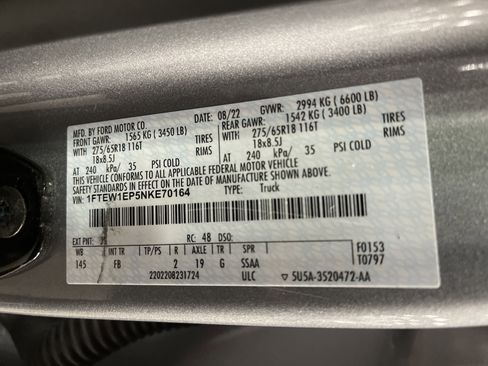 MFD. BY FORD MOTOR CO. DATE: 08/22 GVWR: 2994 KG (6600 LB)
FRONT GAWR: 1565 KG (3450 LB) REAR GAWR: 1542 KG (3400 LB)
275/65R18 116T TIRES 275/65R18 116T TIRES
18x8.5J RIMS 18x8.5J RIMS
AT 240 kPa/ 35 PSI COLD AT 240 kPa/ 35 PSI COLD
THIS VEHICLE CONFORMS TO ALL APPLICABLE FEDERAL MOTOR VEHICLE
SAFETY STANDARDS IN EFFECT ON THE DATE OF MANUFACTURE SHOWN ABOVE.
VIN: 1FTEW1EP5NKE70164 TYPE: Truck
EXT PNT: RC: 48 DSO:
WB INT TR TP/PS R AXLE TR SPR
145 FB 2 19 G SSAA
F0153
T0797
2202208231724 ULC ▽ 5U5A-3520472-AA